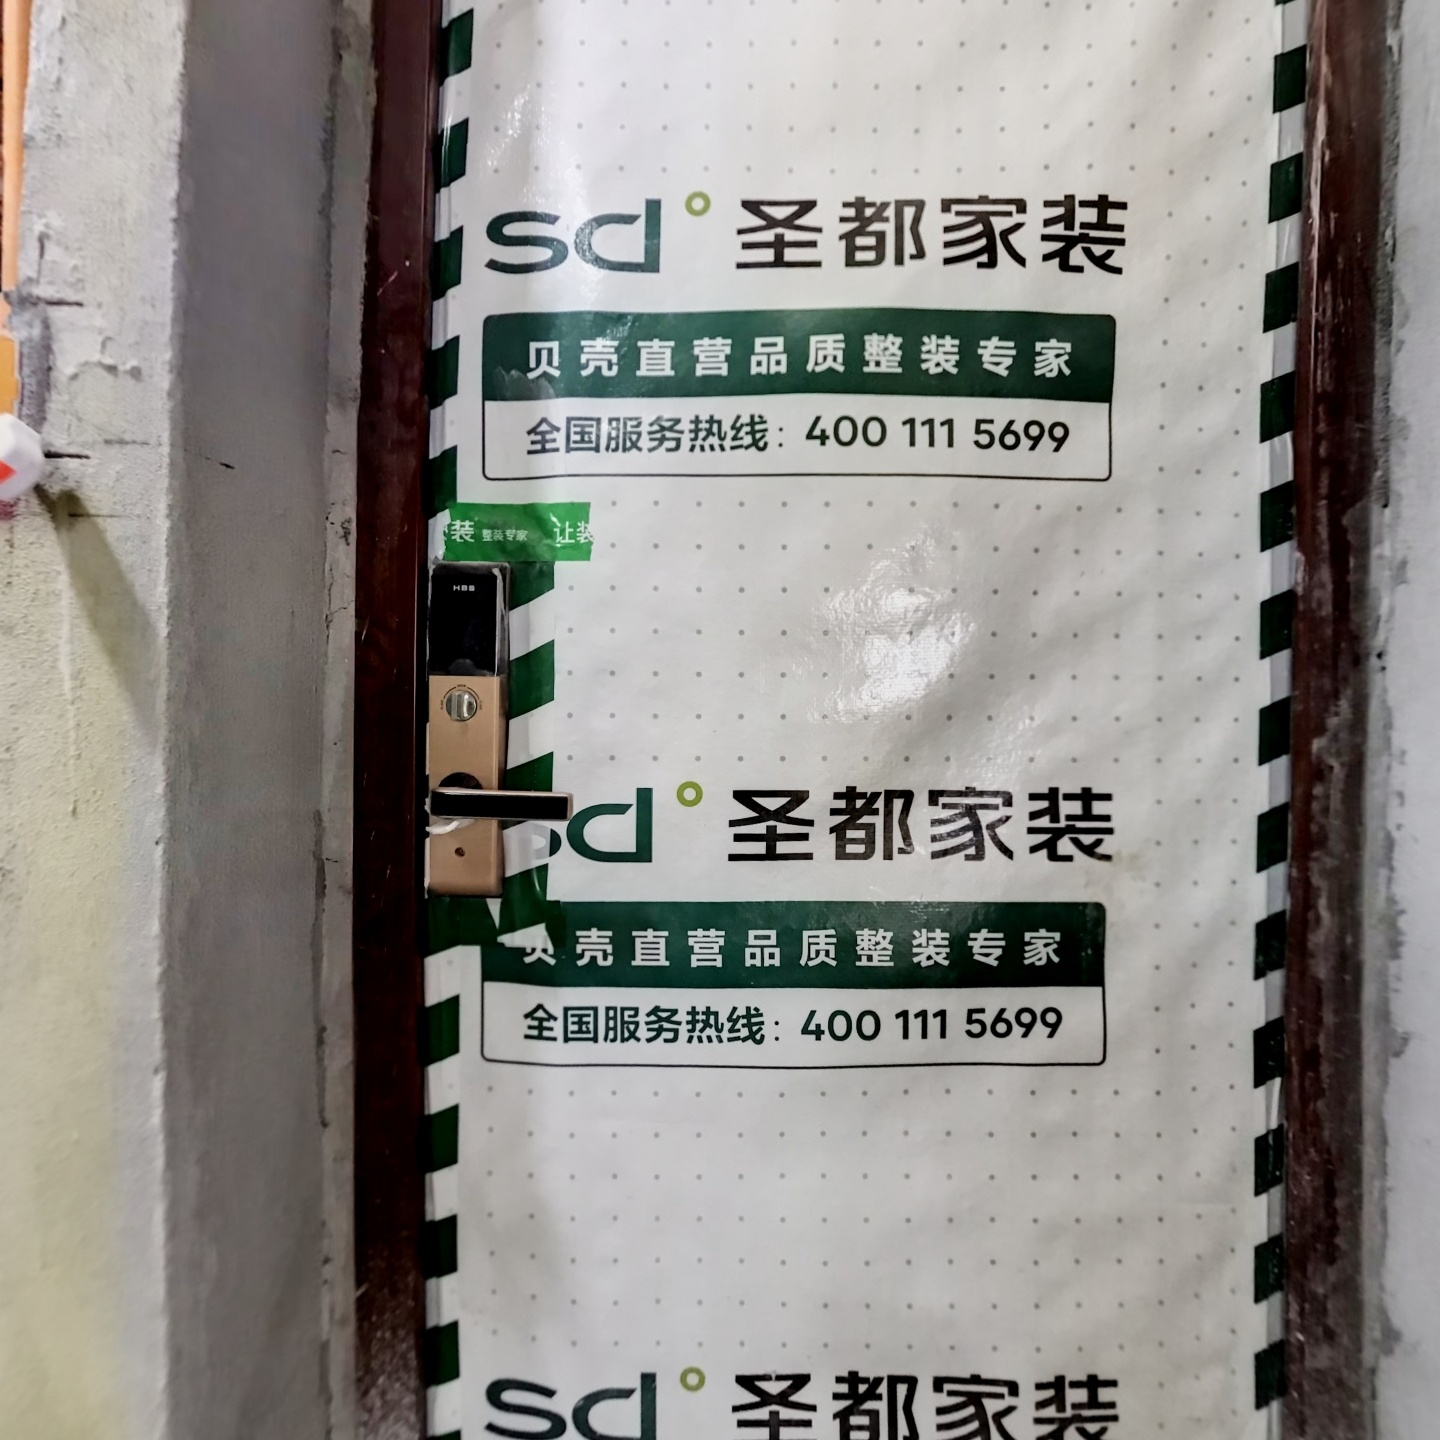 sd° 圣都家装
贝壳直营品质整装专家
全国服务热线：400 111 5699
装 整装专家 让装
HBS
d° 圣都家装
贝壳直营品质整装专家
全国服务热线：400 111 5699
sd° 圣都家装